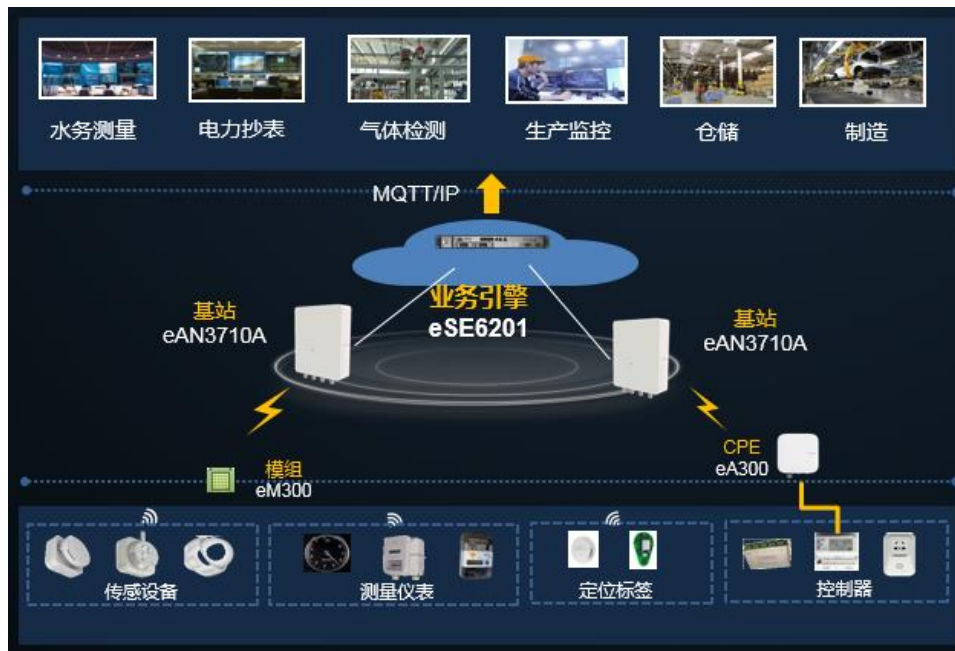 水务测量
电力抄表
气体检测
生产监控
仓储
制造
MQTT/IP
业务引擎
eSE6201
基站
eAN3710A
基站
eAN3710A
模组
eM300
CPE
eA300
传感设备
测量仪表
定位标签
控制器